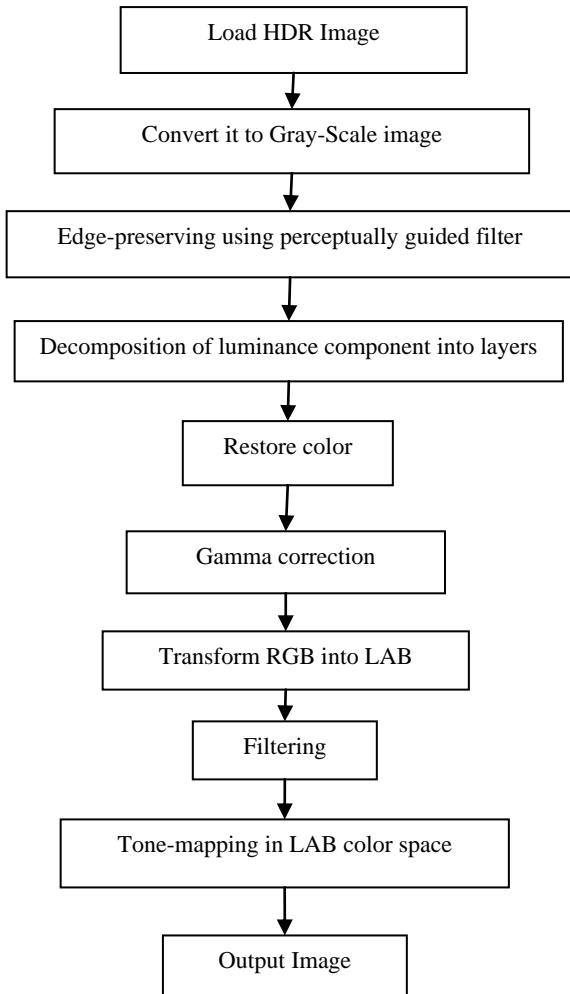 Load HDR Image
Convert it to Gray-Scale image
Edge-preserving using perceptually guided filter
Decomposition of luminance component into layers
Restore color
Gamma correction
Transform RGB into LAB
Filtering
Tone-mapping in LAB color space
Output Image